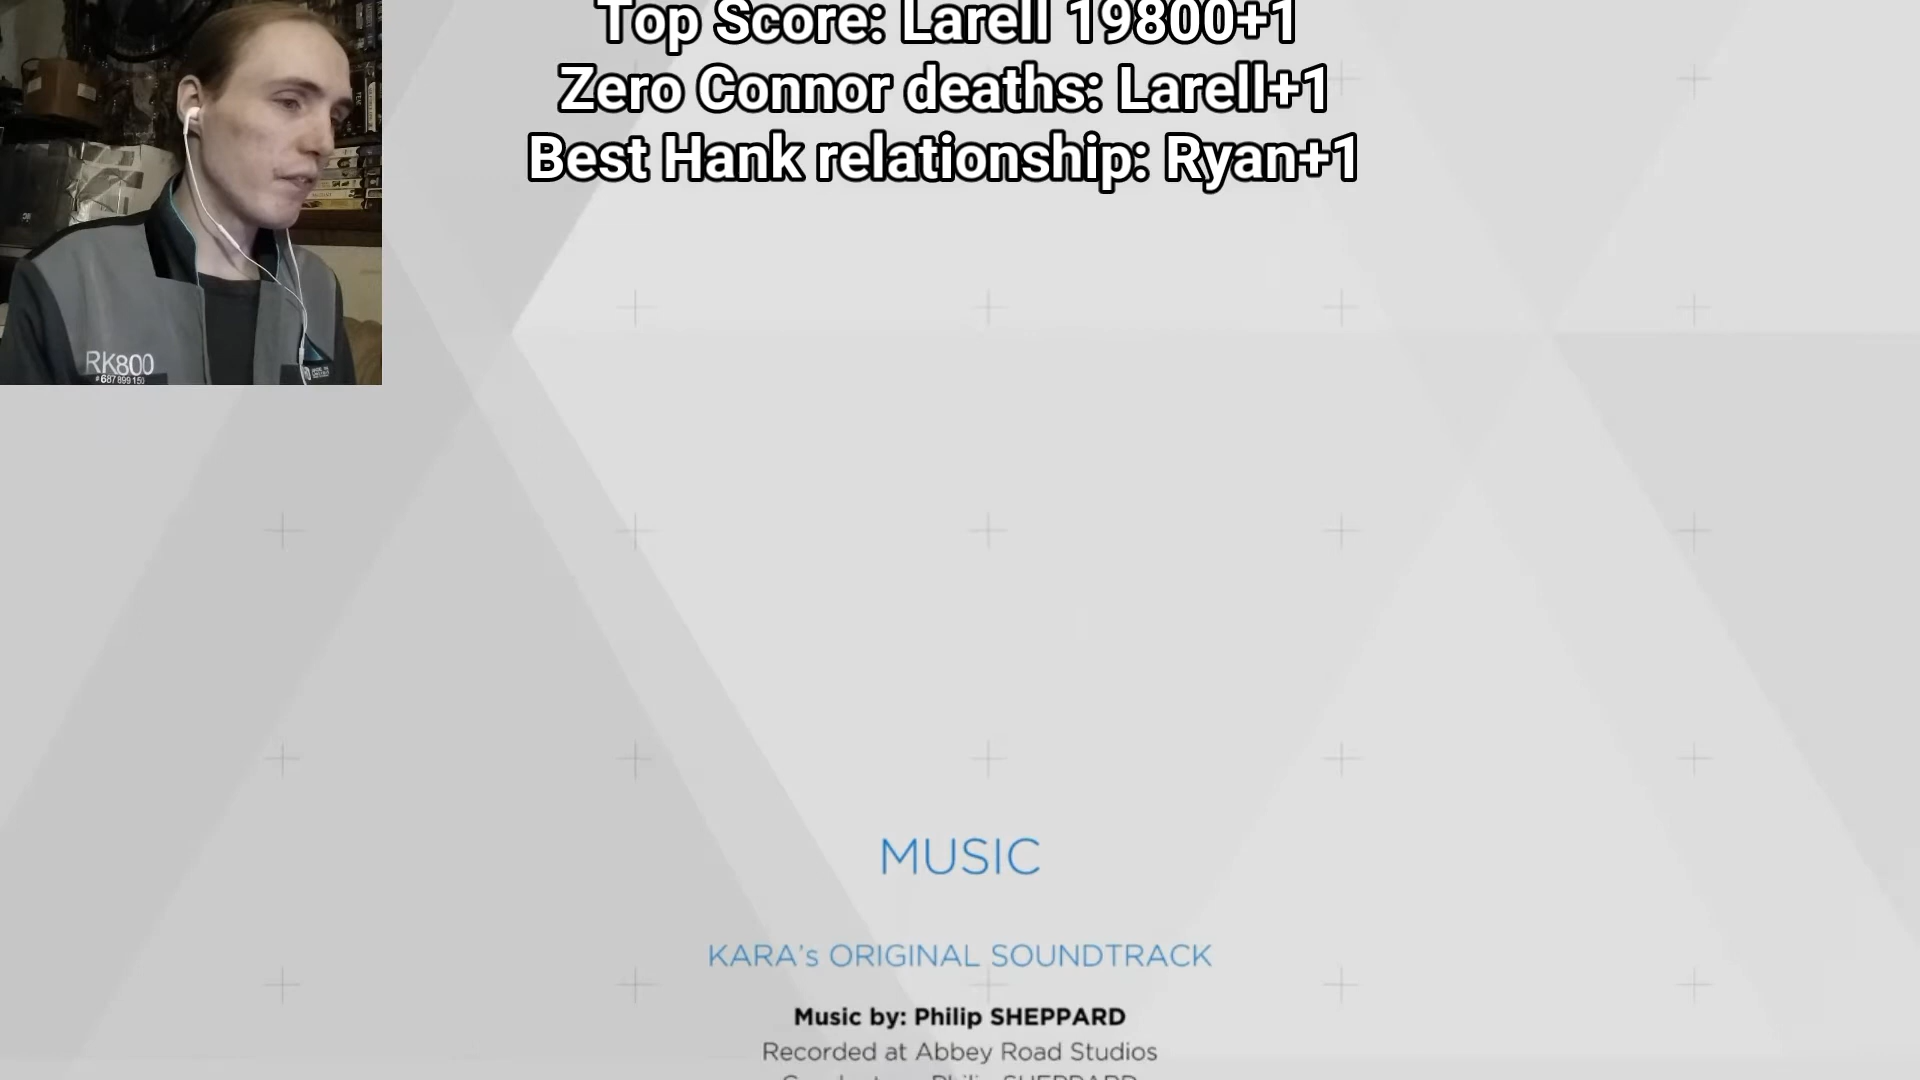 Top Score: Larell 19800+1
Zero Connor deaths: Larell+1
Best Hank relationship: Ryan+1
RK800
MUSIC
KARA's ORIGINAL SOUNDTRACK
Music by: Philip SHEPPARD
Recorded at Abbey Road Studios